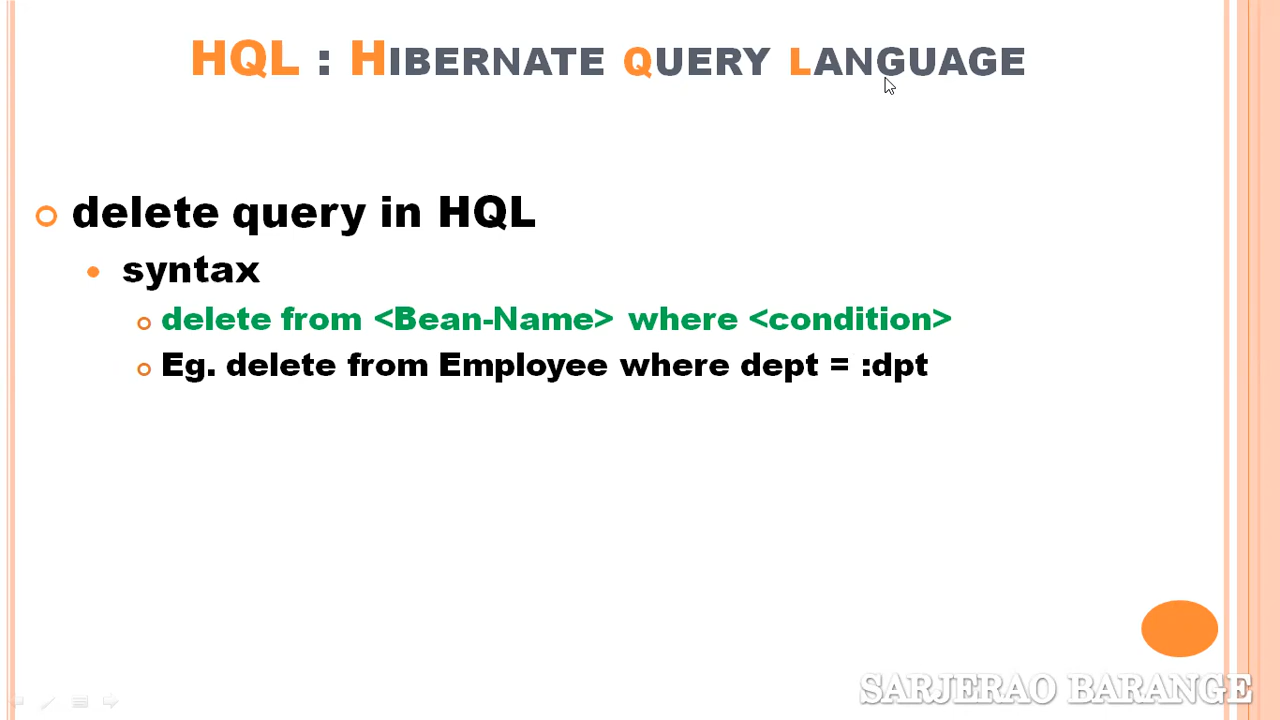 HQL : HIBERNATE QUERY LANGUAGE
delete query in HQL
syntax
delete from <Bean-Name> where <condition>
Eg. delete from Employee where dept = :dpt
SARJERAO BARANGE